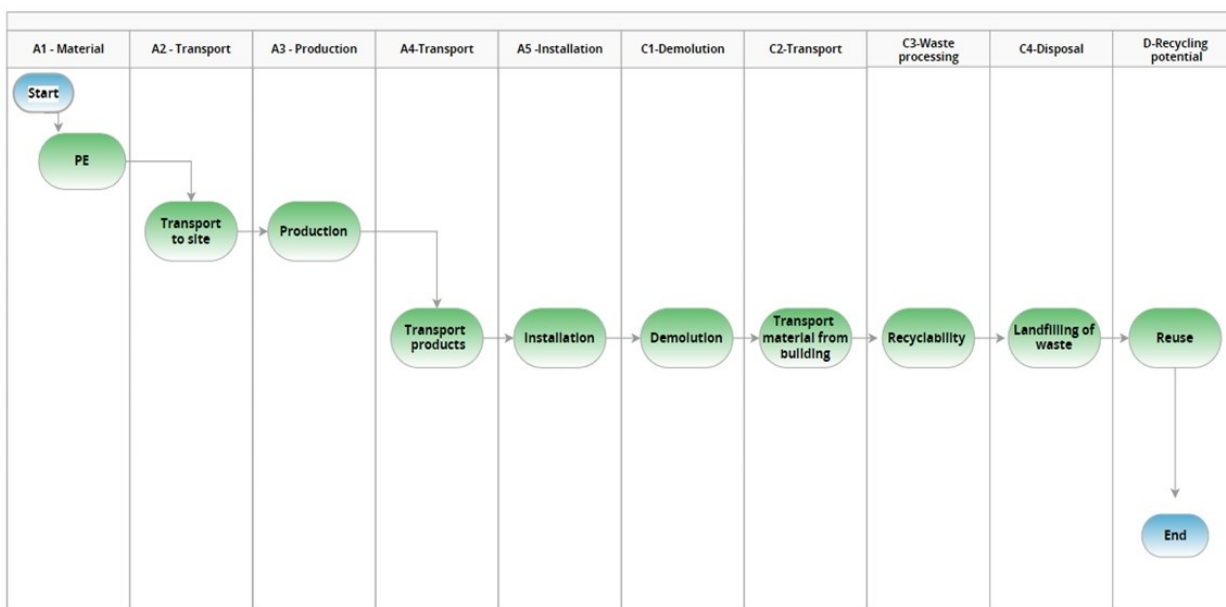 A1 - Material
A2 - Transport
A3 - Production
A4-Transport
A5 -Installation
C1-Demolution
C2-Transport
C3-Waste
processing
C4-Disposal
D-Recycling
potential
Start
PE
Transport
to site
Production
Transport
products
Installation
Demolution
Transport
material from
building
Recyclability
Landfilling of
waste
Reuse
End